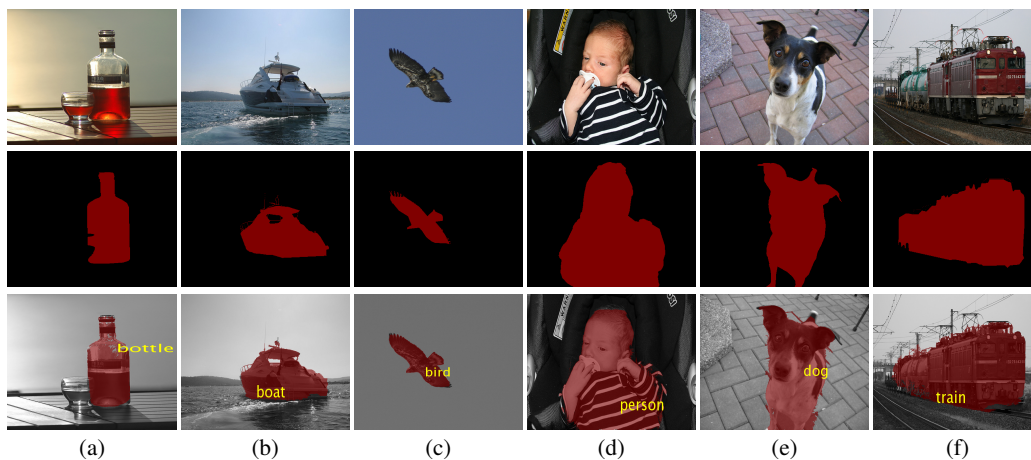 bottle
boat
bird
person
dog
train
(a)
(b)
(c)
(d)
(e)
(f)